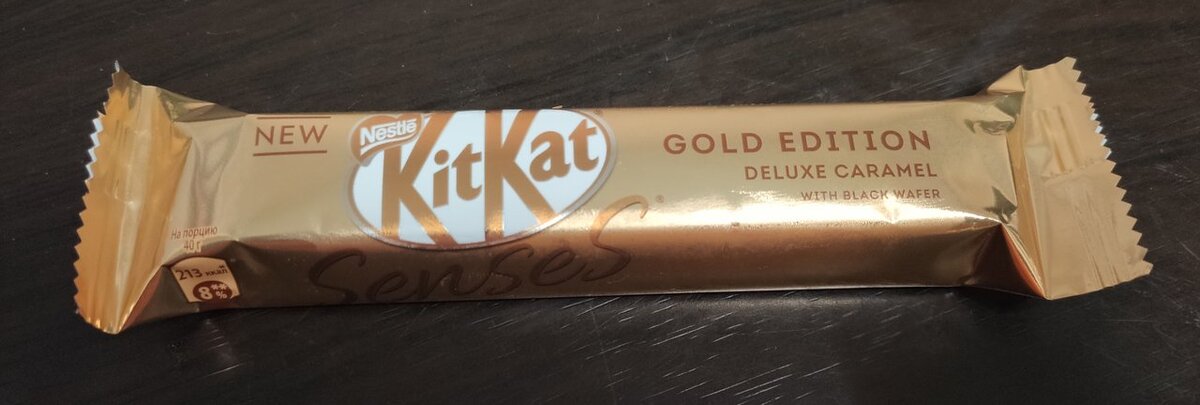 NEW
Nestlé
KitKat
Senses
GOLD EDITION
DELUXE CARAMEL
WITH BLACK WAFER
На порцию
40 г
213 ккал
8**%